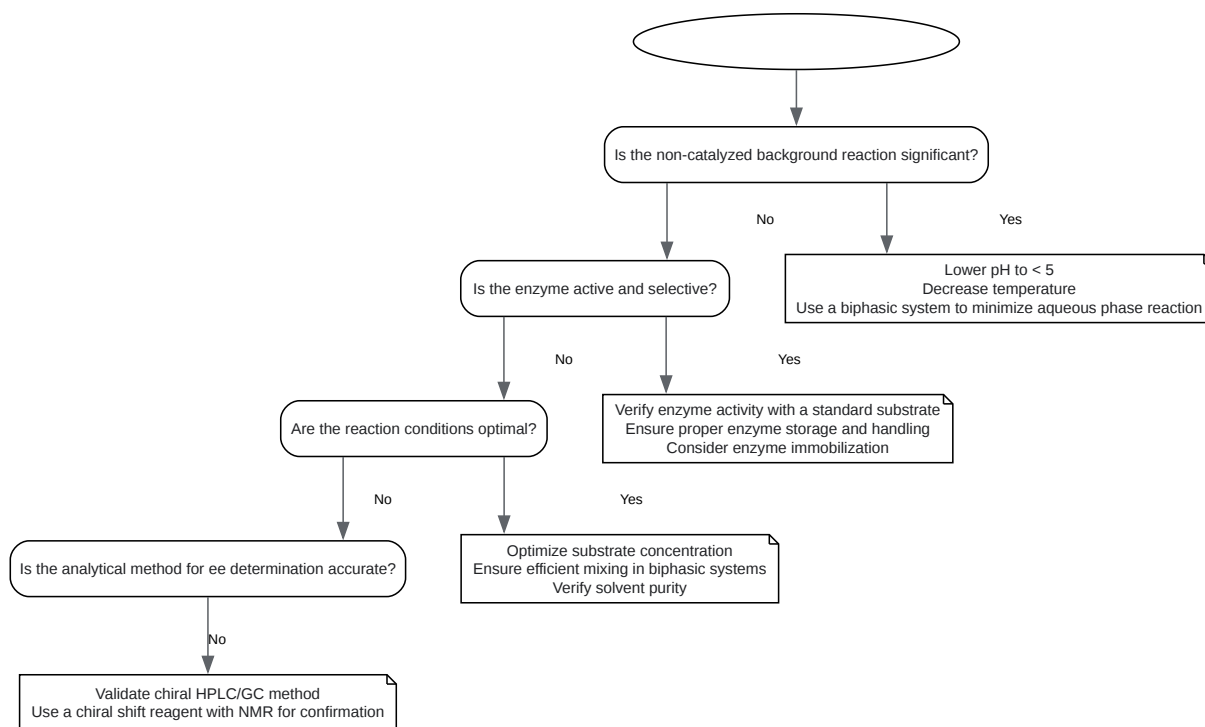 Is the non-catalyzed background reaction significant?
No
Yes
Lower pH to < 5
Decrease temperature
Use a biphasic system to minimize aqueous phase reaction
Is the enzyme active and selective?
No
Yes
Verify enzyme activity with a standard substrate
Ensure proper enzyme storage and handling
Consider enzyme immobilization
Are the reaction conditions optimal?
No
Yes
Optimize substrate concentration
Ensure efficient mixing in biphasic systems
Verify solvent purity
Is the analytical method for ee determination accurate?
No
Validate chiral HPLC/GC method
Use a chiral shift reagent with NMR for confirmation